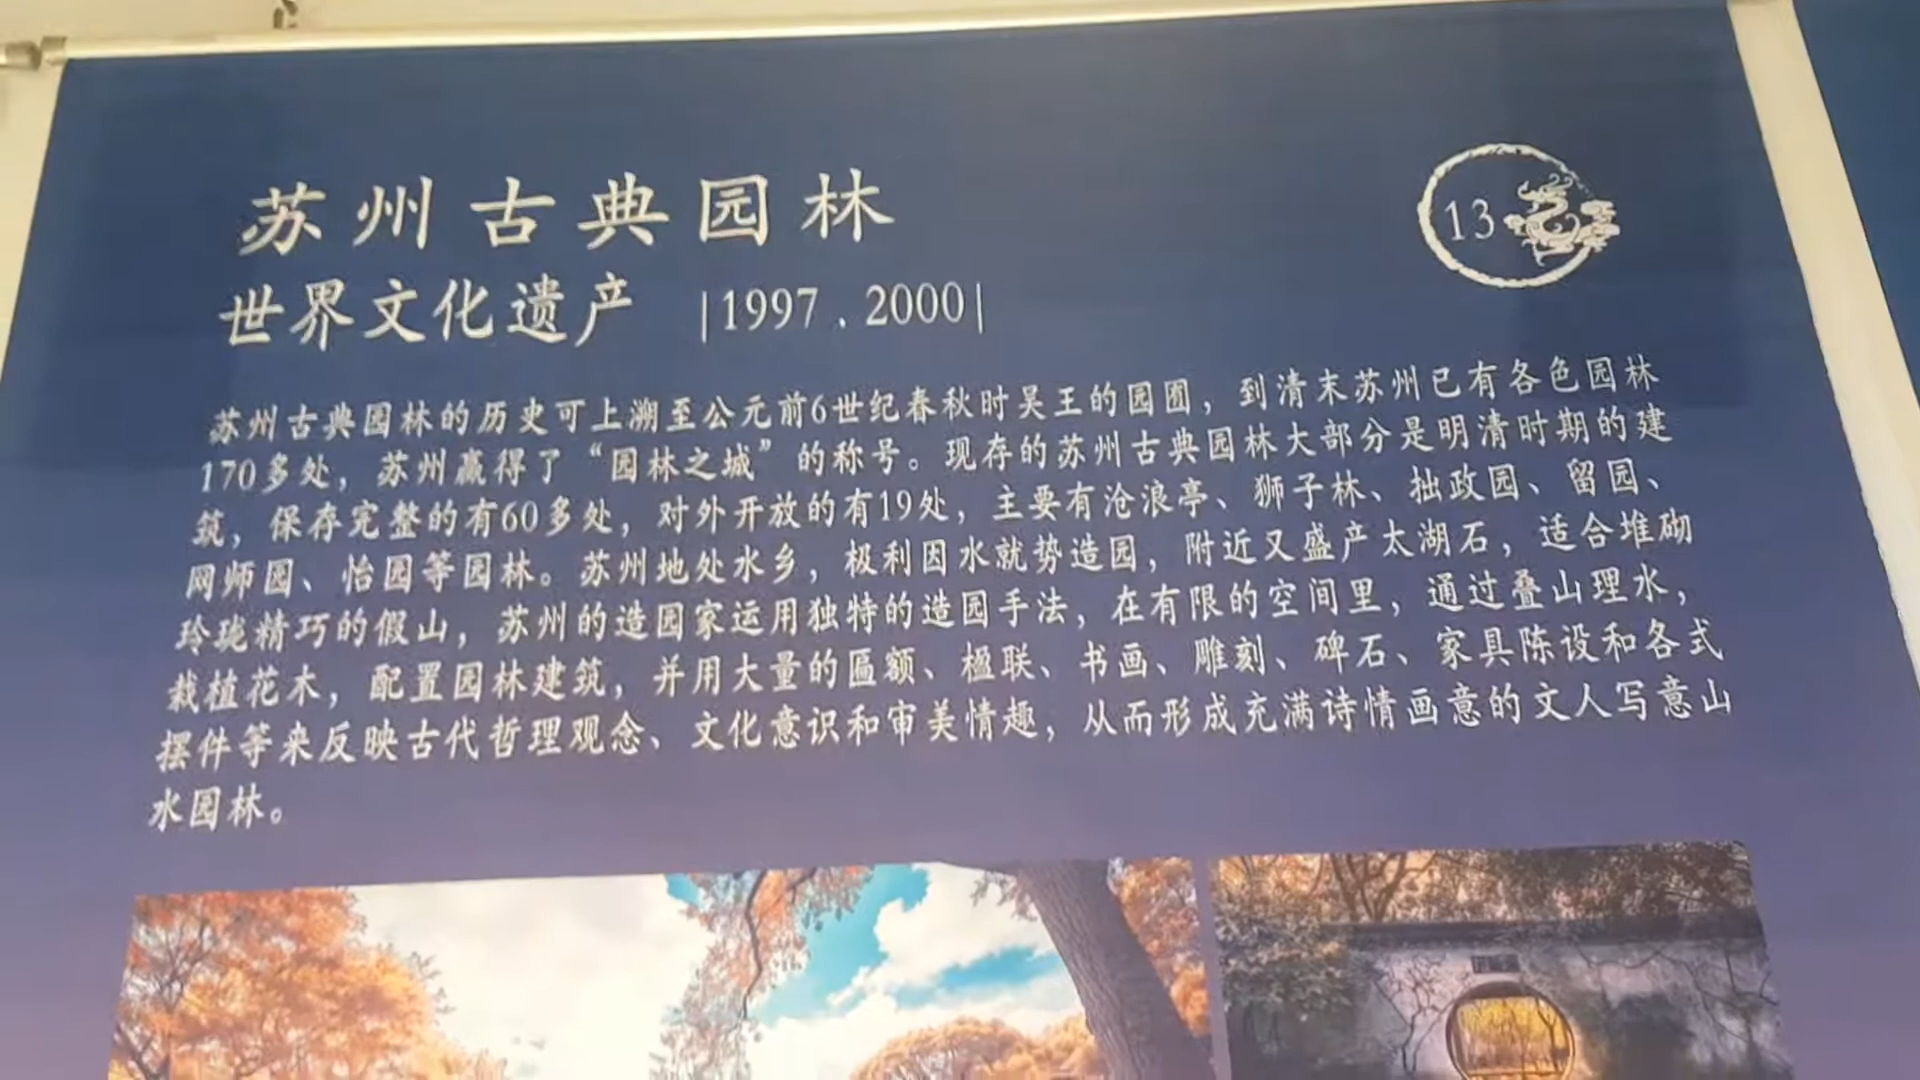 苏州古典园林
13
世界文化遗产 |1997 . 2000|
苏州古典园林的历史可上溯至公元前6世纪春秋时吴王的园囿，到清末苏州已有各色园林
170多处，苏州赢得了“园林之城”的称号。现存的苏州古典园林大部分是明清时期的建
筑，保存完整的有60多处，对外开放的有19处，主要有沧浪亭、狮子林、拙政园、留园、
网师园、怡园等园林。苏州地处水乡，极利因水就势造园，附近又盛产太湖石，适合堆砌
玲珑精巧的假山，苏州的造园家运用独特的造园手法，在有限的空间里，通过叠山理水，
栽植花木，配置园林建筑，并用大量的匾额、楹联、书画、雕刻、碑石、家具陈设和各式
摆件等来反映古代哲理观念、文化意识和审美情趣，从而形成充满诗情画意的文人写意山
水园林。